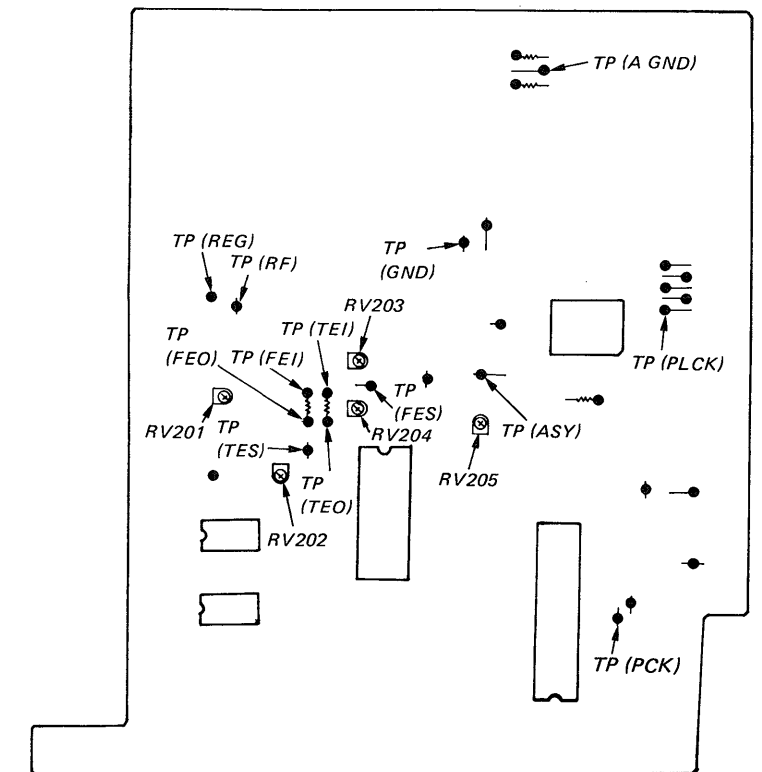 TP (A GND)
TP (REG)
TP (RF)
TP
(GND)
RV203
TP (TEI)
TP
(FEO)
TP (FEI)
TP (PLCK)
TP
(FES)
RV201
TP
(TES)
RV204
TP (ASY)
RV205
TP
(TEO)
RV202
TP (PCK)